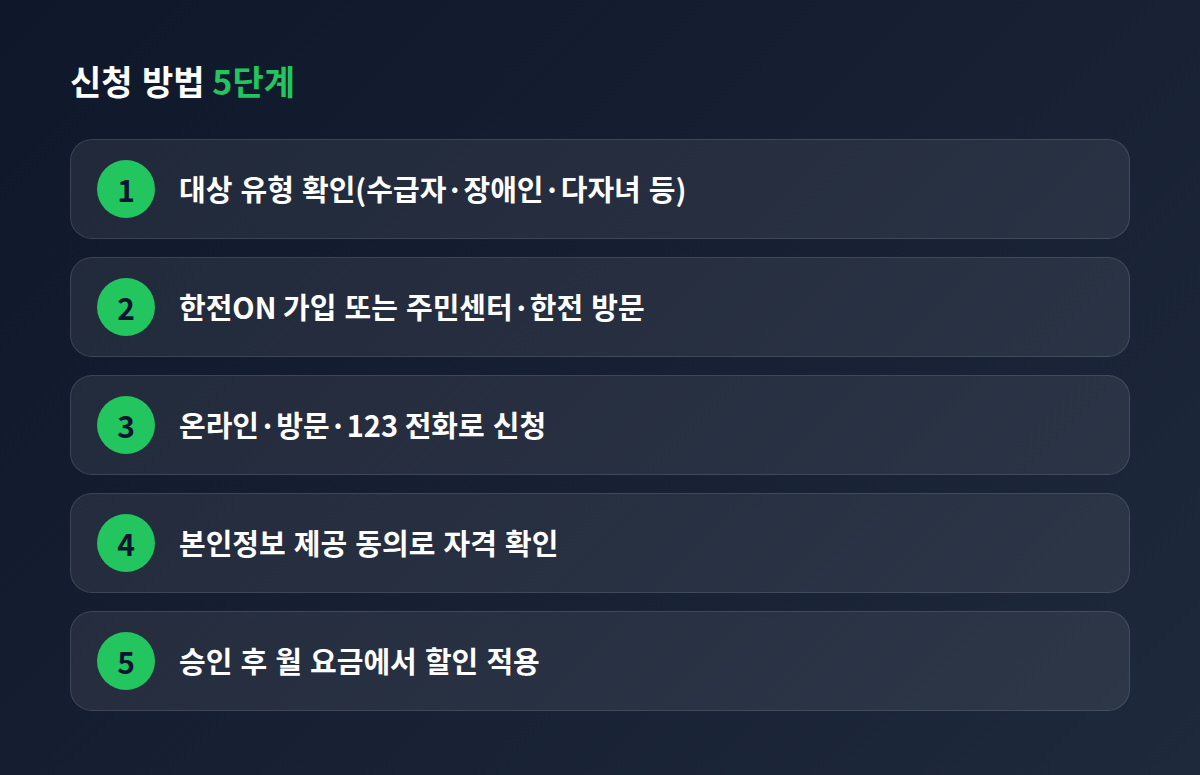 신청 방법 5단계
1 대상 유형 확인(수급자·장애인·다자녀 등)
2 한전ON 가입 또는 주민센터·한전 방문
3 온라인·방문·123 전화로 신청
4 본인정보 제공 동의로 자격 확인
5 승인 후 월 요금에서 할인 적용